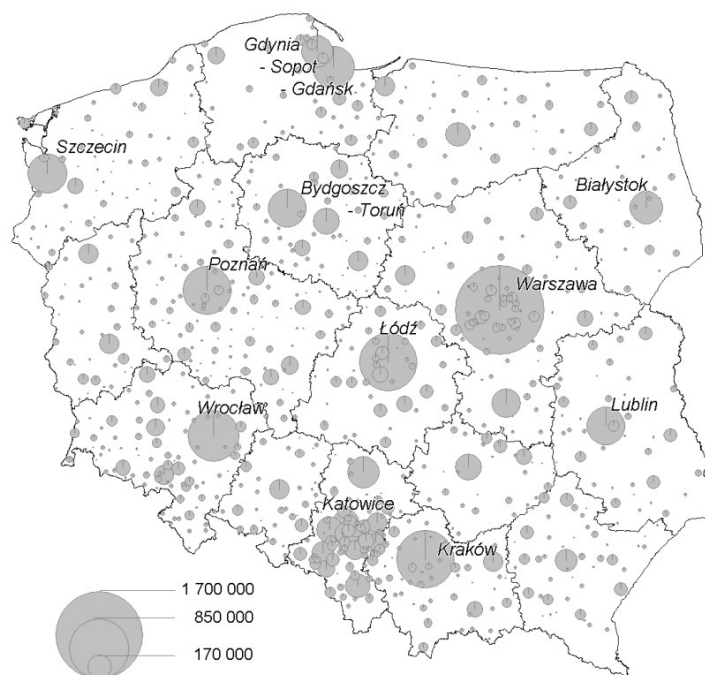 Gdynia
- Sopot
- Gdańsk
Szczecin
Bydgoszcz
- Toruń
Białystok
Poznań
Warszawa
Łódź
Wrocław
Lublin
Katowice
Kraków
1 700 000
850 000
170 000